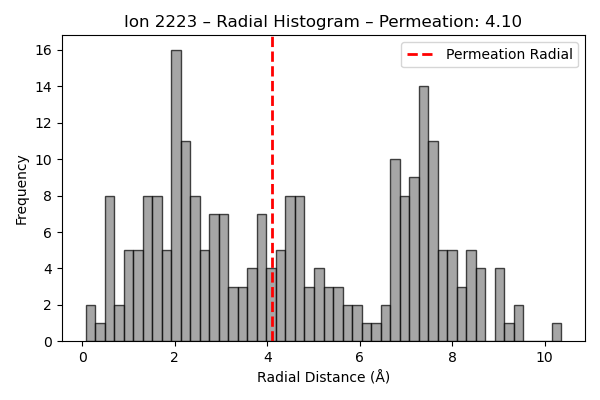 Ion 2223 – Radial Histogram – Permeation: 4.10
Permeation Radial
Frequency
16
14
12
10
8
6
4
2
0
0 2 4 6 8 10
Radial Distance (Å)